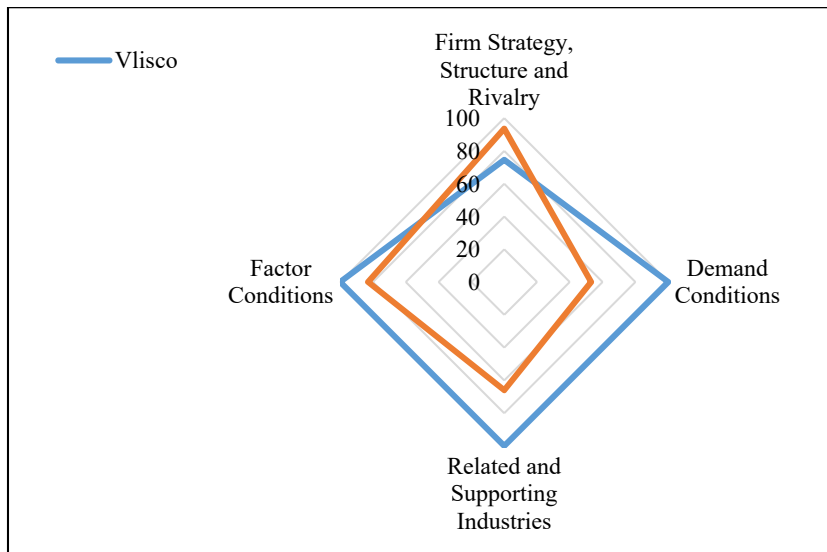 Vlisco
Firm Strategy,
Structure and
Rivalry
100
80
60
40
20
0
Factor
Conditions
Demand
Conditions
Related and
Supporting
Industries